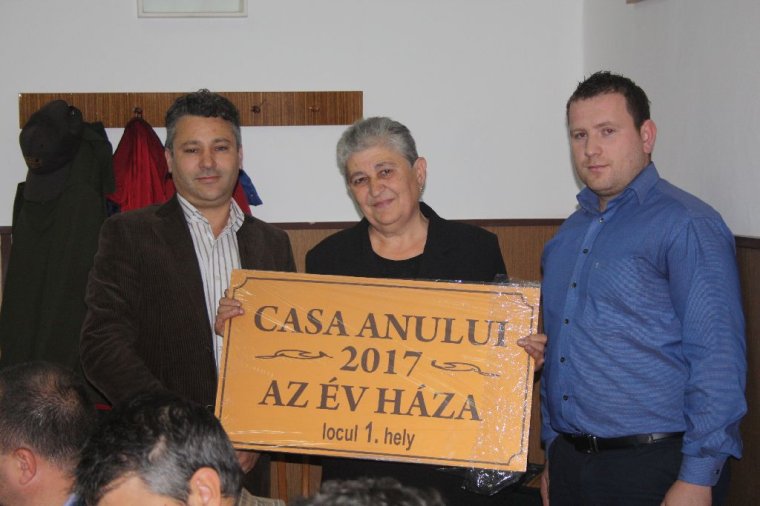 CASA ANULUI
2017
AZ ÉV HÁZA
locul 1. hely